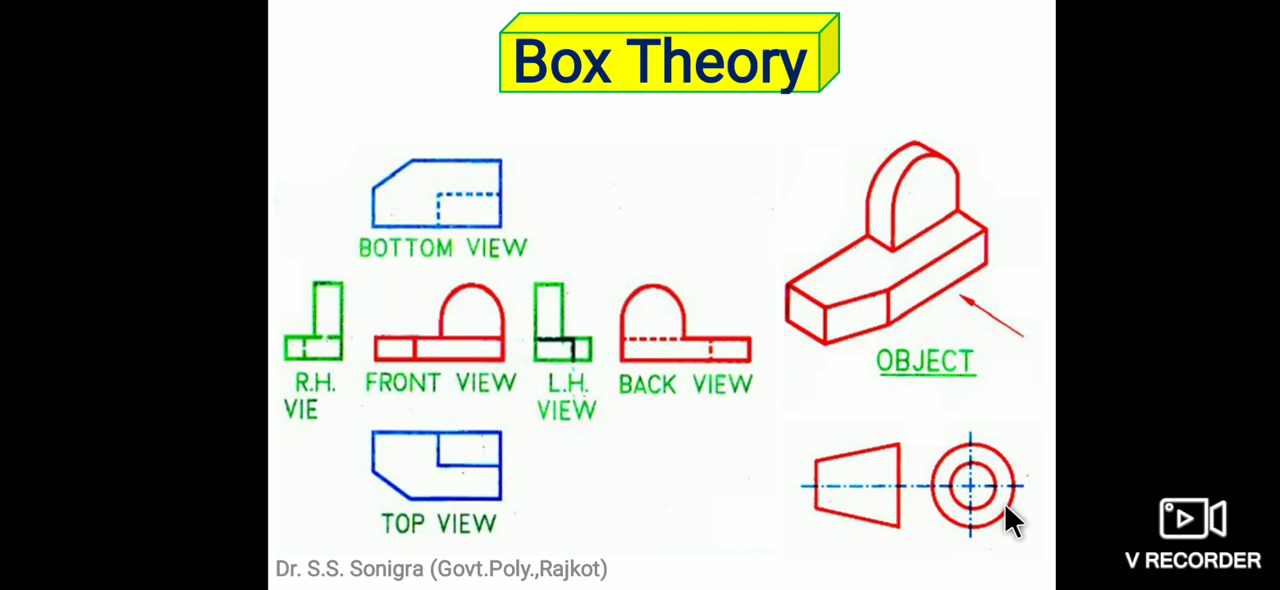 Box Theory
BOTTOM VIEW
R.H.
VIE
FRONT VIEW
L.H.
VIEW
BACK VIEW
OBJECT
TOP VIEW
Dr. S.S. Sonigra (Govt.Poly.,Rajkot)
V RECORDER